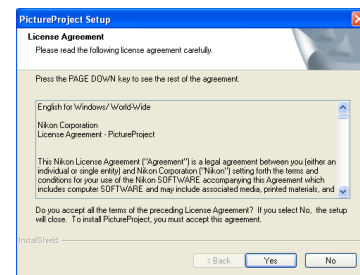 PictureProject Setup
License Agreement
Please read the following license agreement carefully.
Press the PAGE DOWN key to see the rest of the agreement.
English for Windows/ World-Wide
Nikon Corporation
License Agreement - PictureProject
This Nikon License Agreement ("Agreement") is a legal agreement between you (either an
individual or single entity) and Nikon Corporation ("Nikon") setting forth the terms and
conditions for your use of the Nikon SOFTWARE accompanying this Agreement which
includes computer SOFTWARE and may include associated media, printed materials, and
Do you accept all the terms of the preceding License Agreement? If you select No, the setup
will close. To install PictureProject, you must accept this agreement.
InstallShield
< Back Yes No